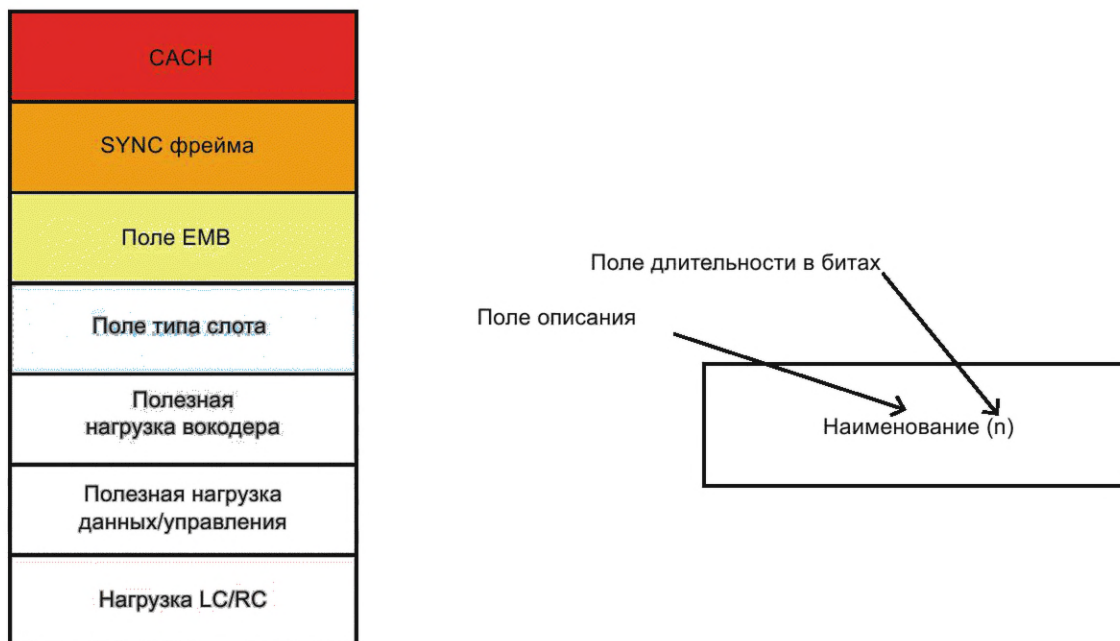 CACH
SYNC фрейма
Поле EMB
Поле типа слота
Полезная
нагрузка вокодера
Полезная нагрузка
данных/управления
Нагрузка LC/RC
Поле длительности в битах
Поле описания
Наименование (n)